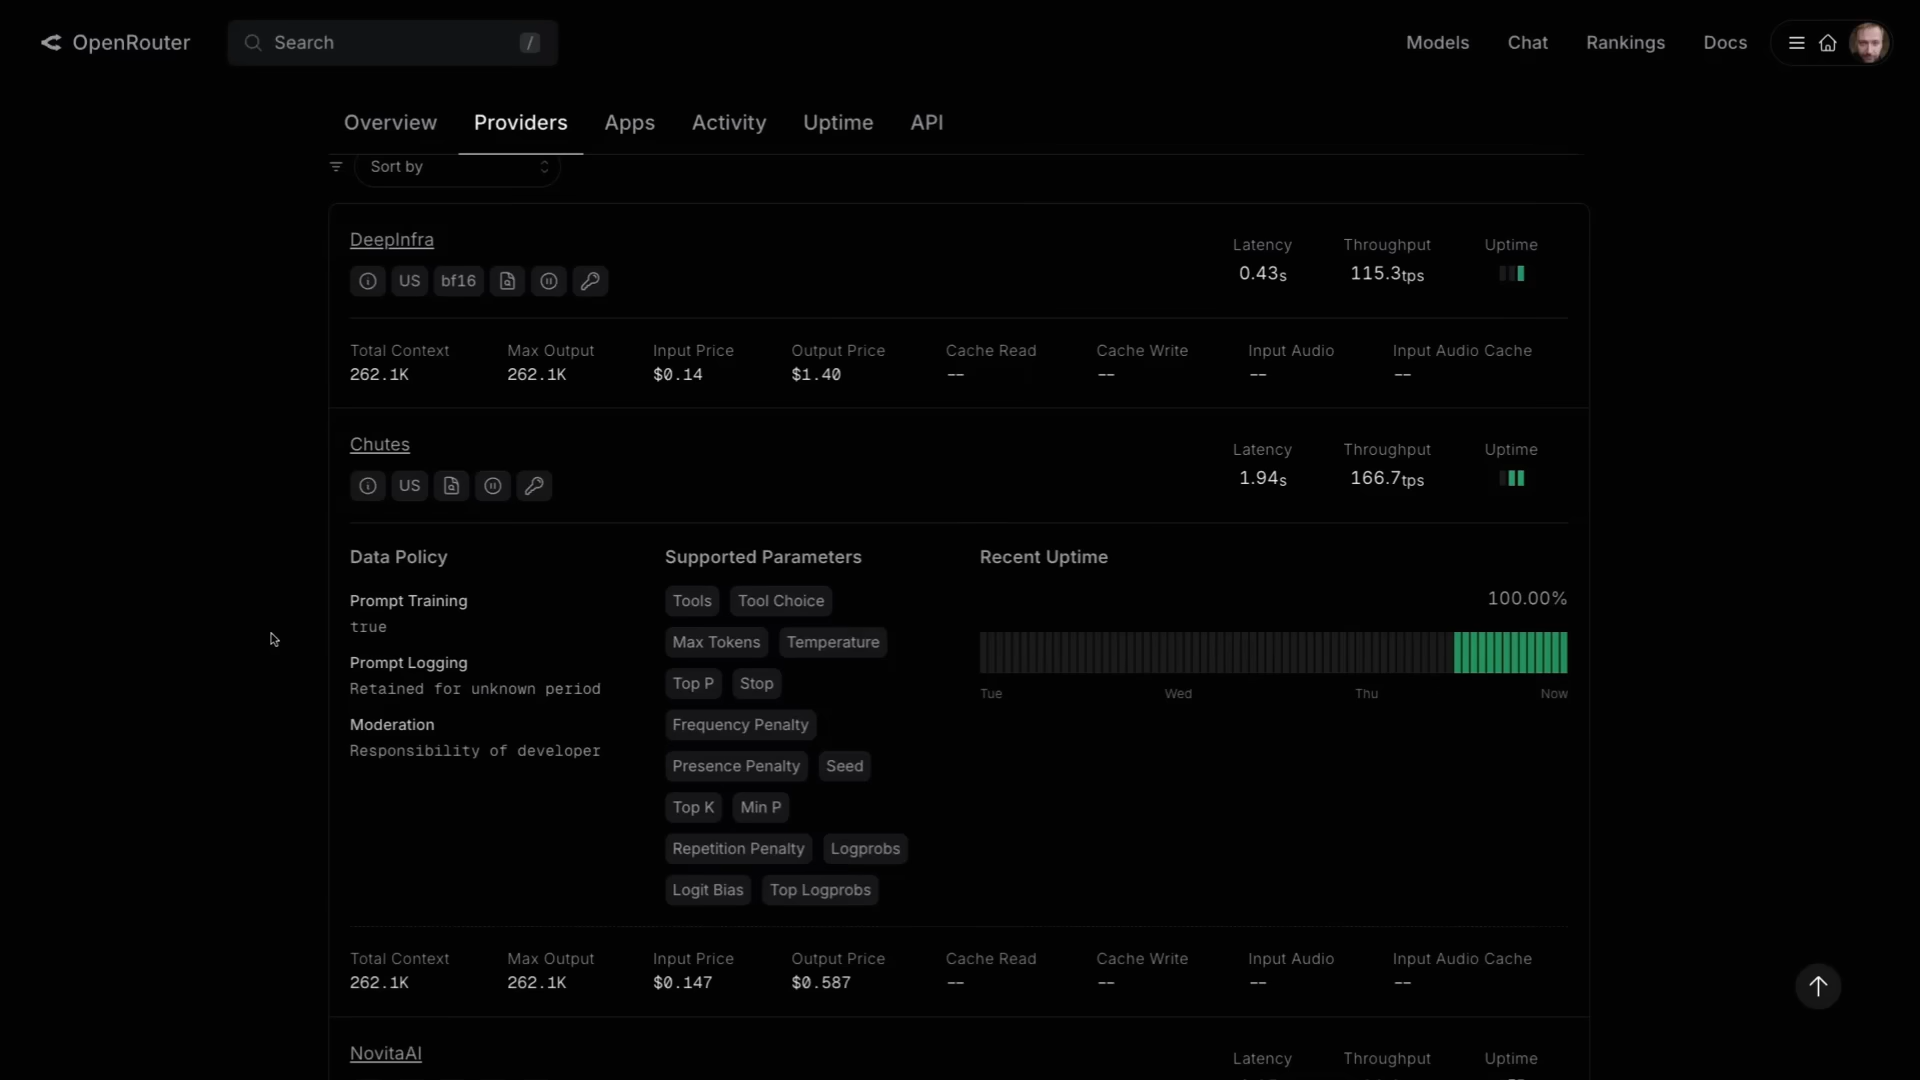 OpenRouter Search / Models Chat Rankings Docs
Overview Providers Apps Activity Uptime API
Sort by
DeepInfra
US bf16
Latency Throughput Uptime
0.43s 115.3tps
Total Context Max Output Input Price Output Price Cache Read Cache Write Input Audio Input Audio Cache
262.1K 262.1K $0.14 $1.40 -- -- -- --
Chutes
US
Latency Throughput Uptime
1.94s 166.7tps
Data Policy
Prompt Training
true
Prompt Logging
Retained for unknown period
Moderation
Responsibility of developer
Supported Parameters
Tools Tool Choice
Max Tokens Temperature
Top P Stop
Frequency Penalty
Presence Penalty Seed
Top K Min P
Repetition Penalty Logprobs
Logit Bias Top Logprobs
Recent Uptime
100.00%
Tue Wed Thu Now
Total Context Max Output Input Price Output Price Cache Read Cache Write Input Audio Input Audio Cache
262.1K 262.1K $0.147 $0.587 -- -- -- --
NovitaAI
Latency Throughput Uptime